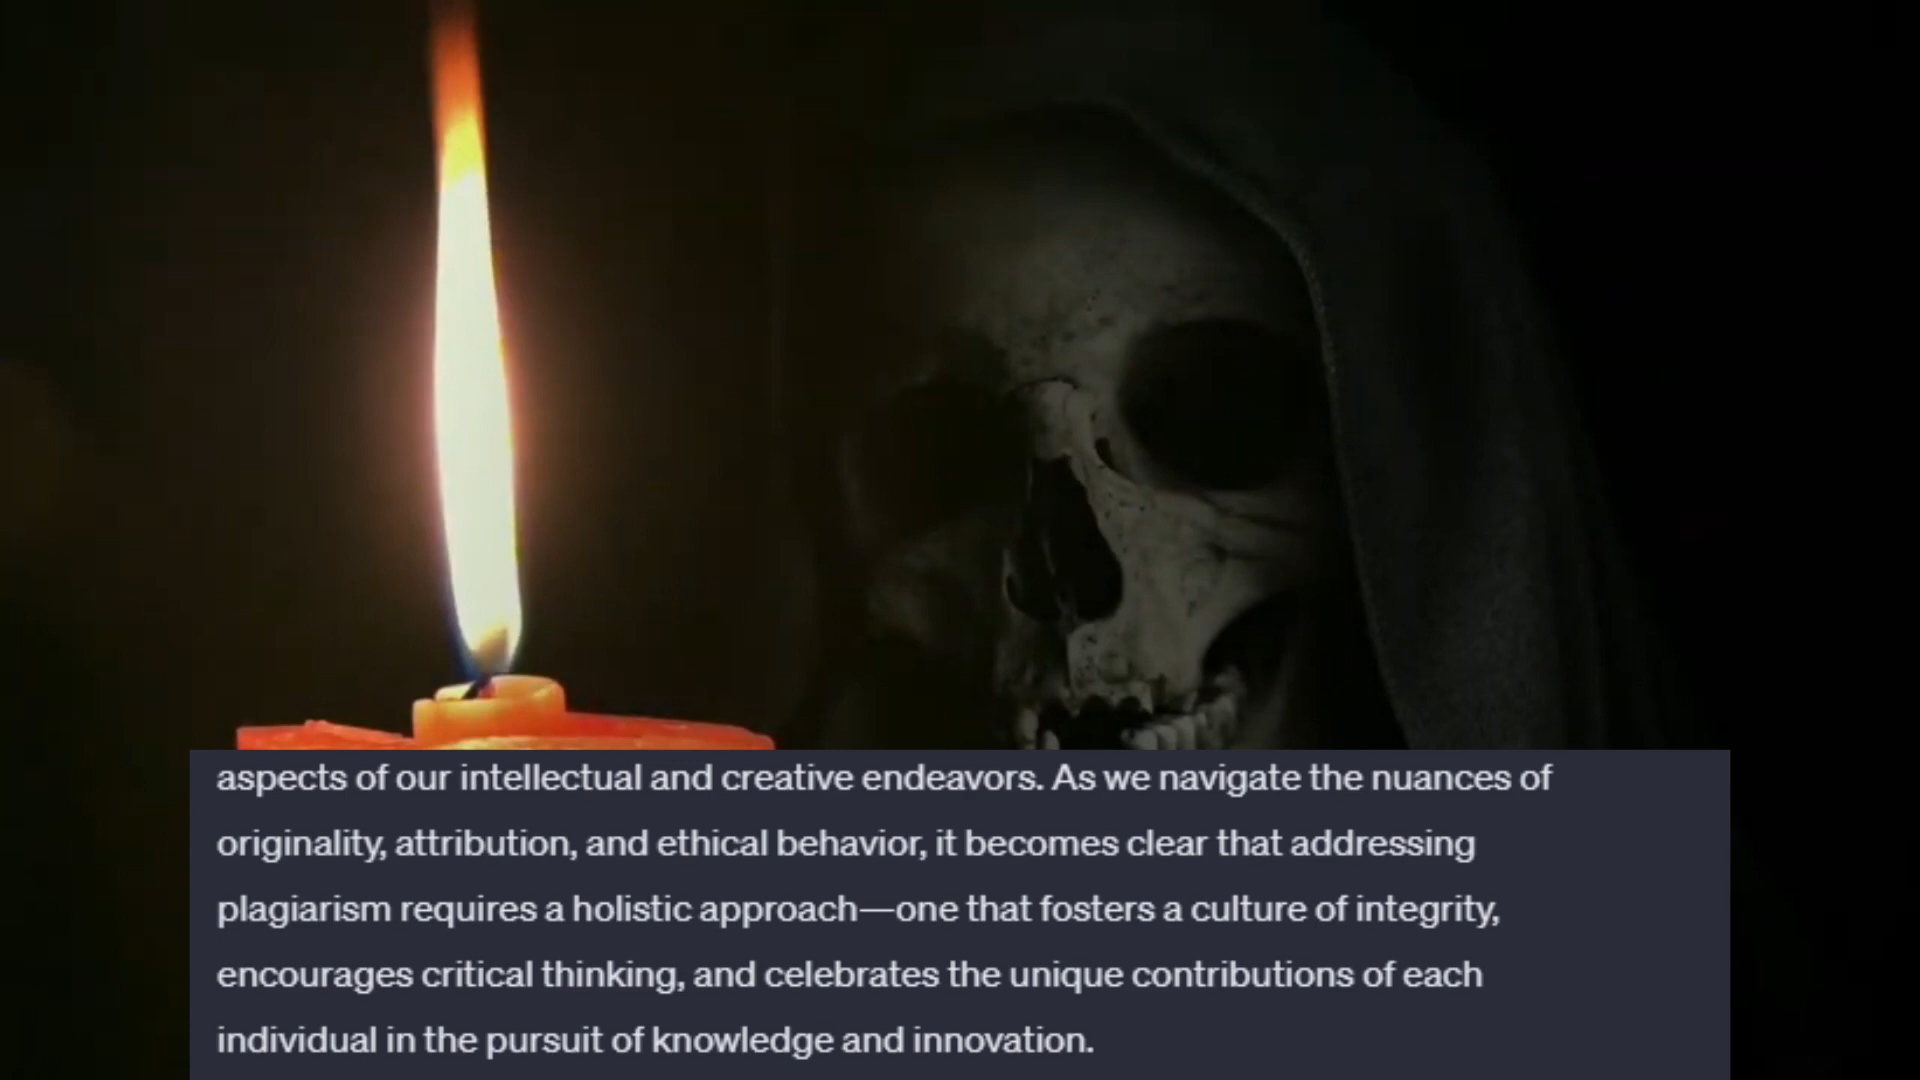 aspects of our intellectual and creative endeavors. As we navigate the nuances of
originality, attribution, and ethical behavior, it becomes clear that addressing
plagiarism requires a holistic approach—one that fosters a culture of integrity,
encourages critical thinking, and celebrates the unique contributions of each
individual in the pursuit of knowledge and innovation.